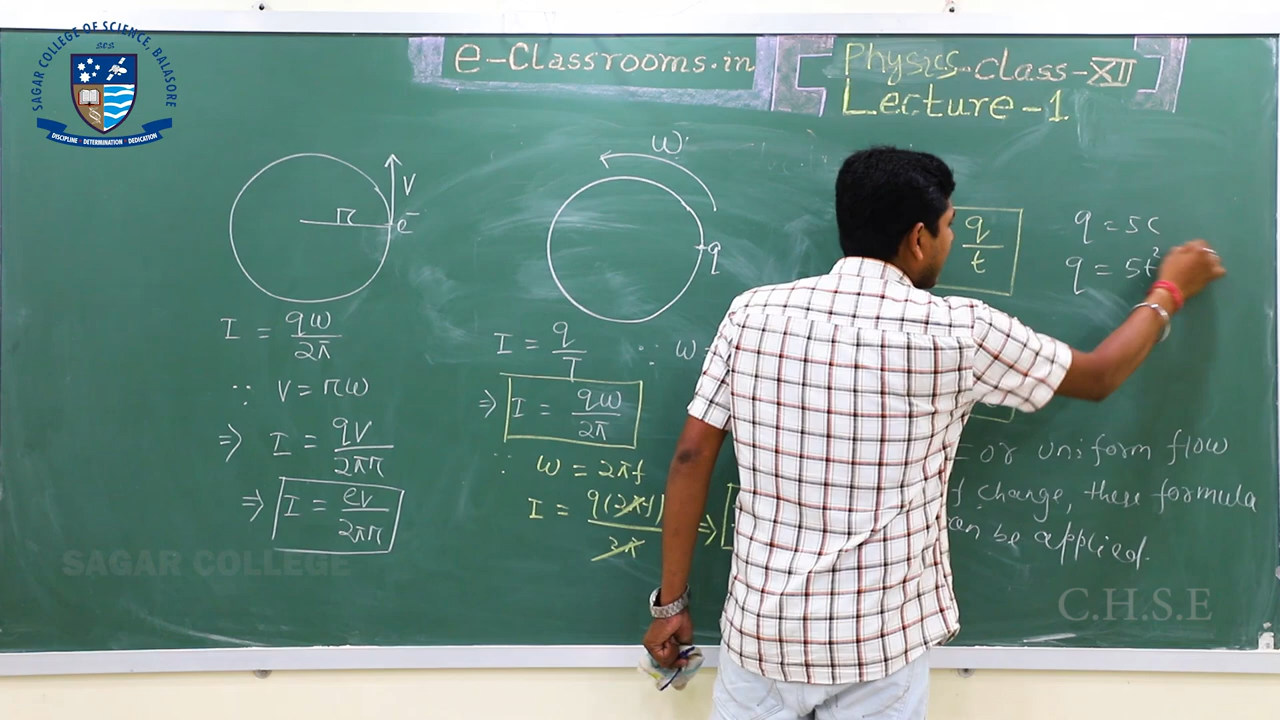 SAGAR COLLEGE OF SCIENCE, BALASORE
SCS
DISCIPLINE DETERMINATION DEDICATION
e-Classrooms.in
Physics-Class-XII
Lecture-1
r
V
e̅
I = qω/2π
∵ V = rω
⇒ I = qV/2πr
⇒ I = ev/2πr
ω
q
I = q/T ∵ ω
⇒ I = qω/2π
∵ ω = 2πf
I = q(2πf)/2π ⇒
q/t
q = 5C
q = 5t²
For uniform flow
of change, these formula
can be applied.
SAGAR COLLEGE
C.H.S.E